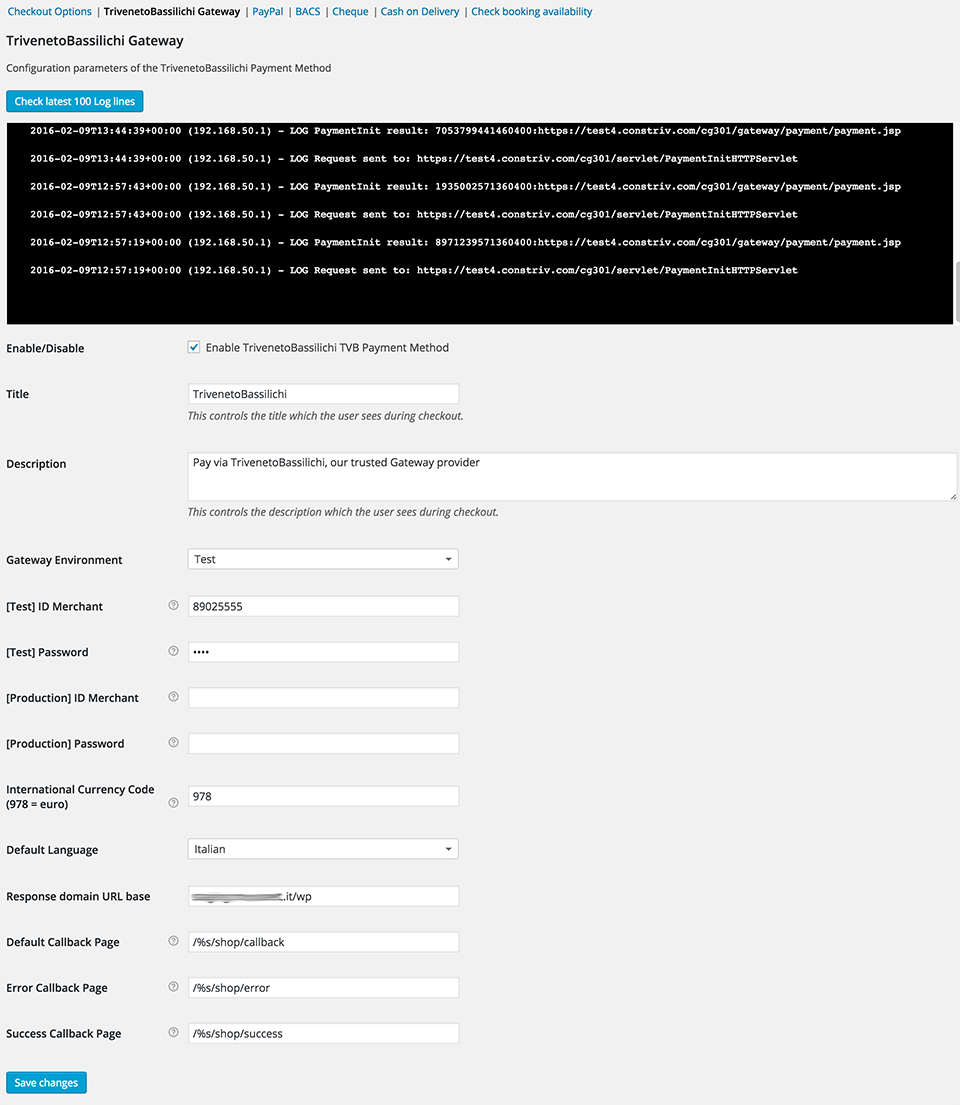 Checkout Options | TrivenetoBassilichi Gateway | PayPal | BACS | Cheque | Cash on Delivery | Check booking availability
TrivenetoBassilichi Gateway
Configuration parameters of the TrivenetoBassilichi Payment Method
Check latest 100 Log lines
2016-02-09T13:44:39+00:00 (192.168.50.1) - LOG PaymentInit result: 7053799441460400:https://test4.constriv.com/cg301/gateway/payment/payment.jsp
2016-02-09T13:44:39+00:00 (192.168.50.1) - LOG Request sent to: https://test4.constriv.com/cg301/servlet/PaymentInitHTTPServlet
2016-02-09T12:57:43+00:00 (192.168.50.1) - LOG PaymentInit result: 1935002571360400:https://test4.constriv.com/cg301/gateway/payment/payment.jsp
2016-02-09T12:57:43+00:00 (192.168.50.1) - LOG Request sent to: https://test4.constriv.com/cg301/servlet/PaymentInitHTTPServlet
2016-02-09T12:57:19+00:00 (192.168.50.1) - LOG PaymentInit result: 8971239571360400:https://test4.constriv.com/cg301/gateway/payment/payment.jsp
2016-02-09T12:57:19+00:00 (192.168.50.1) - LOG Request sent to: https://test4.constriv.com/cg301/servlet/PaymentInitHTTPServlet
Enable/Disable Enable TrivenetoBassilichi TVB Payment Method
Title TrivenetoBassilichi
This controls the title which the user sees during checkout.
Description Pay via TrivenetoBassilichi, our trusted Gateway provider
This controls the description which the user sees during checkout.
Gateway Environment Test
[Test] ID Merchant 89025555
[Test] Password ••••
[Production] ID Merchant
[Production] Password
International Currency Code
(978 = euro) 978
Default Language Italian
Response domain URL base .it/wp
Default Callback Page /%s/shop/callback
Error Callback Page /%s/shop/error
Success Callback Page /%s/shop/success
Save changes